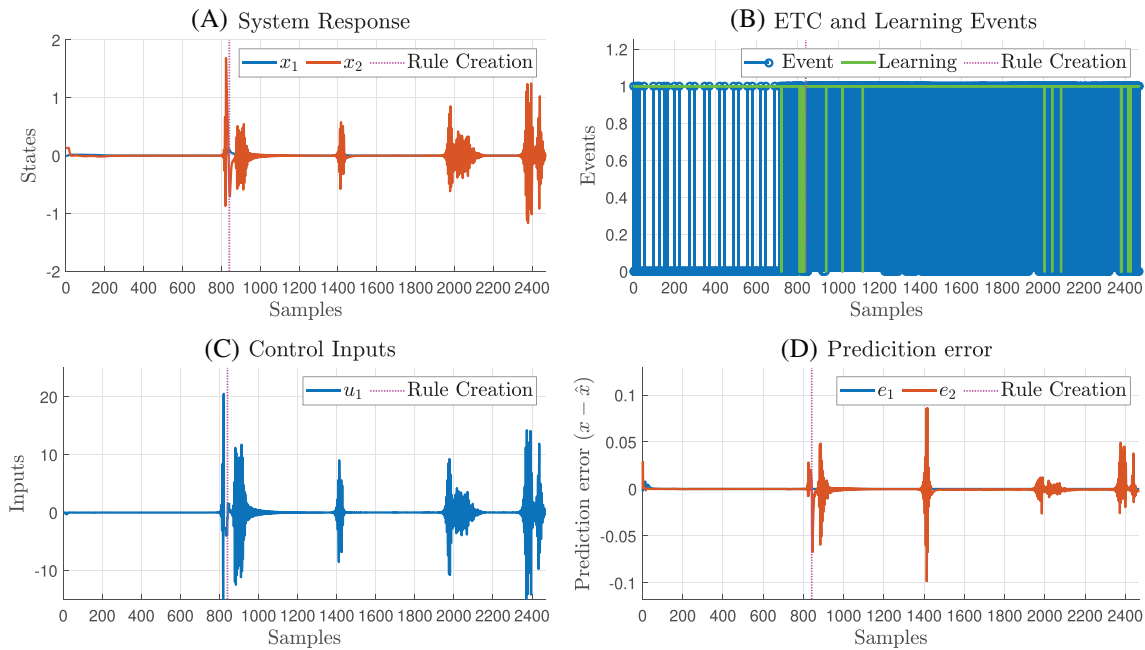 (A) System Response
x₁ x₂ Rule Creation
2
1
0
-1
-2
States
0 200 400 600 800 1000 1200 1400 1600 1800 2000 2200 2400
Samples
(B) ETC and Learning Events
Event Learning Rule Creation
1.2
1
0.8
0.6
0.4
0.2
0
Events
0 200 400 600 800 1000 1200 1400 1600 1800 2000 2200 2400
Samples
(C) Control Inputs
u₁ Rule Creation
20
10
0
-10
Inputs
0 200 400 600 800 1000 1200 1400 1600 1800 2000 2200 2400
Samples
(D) Predicition error
e₁ e₂ Rule Creation
0.1
0.05
0
-0.05
-0.1
Prediction error (x − x̂)
0 200 400 600 800 1000 1200 1400 1600 1800 2000 2200 2400
Samples